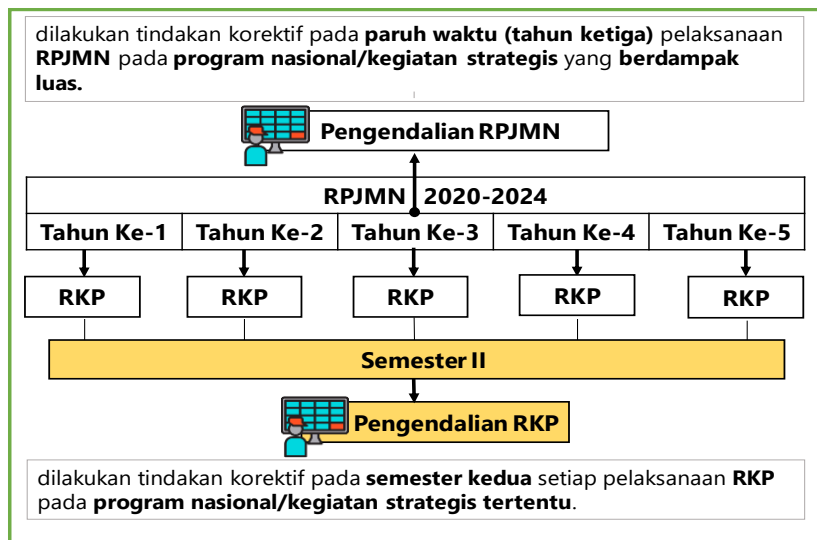 dilakukan tindakan korektif pada paruh waktu (tahun ketiga) pelaksanaan
RPJMN pada program nasional/kegiatan strategis yang berdampak
luas.
Pengendalian RPJMN
RPJMN 2020-2024
Tahun Ke-1 Tahun Ke-2 Tahun Ke-3 Tahun Ke-4 Tahun Ke-5
RKP RKP RKP RKP RKP
Semester II
Pengendalian RKP
dilakukan tindakan korektif pada semester kedua setiap pelaksanaan RKP
pada program nasional/kegiatan strategis tertentu.